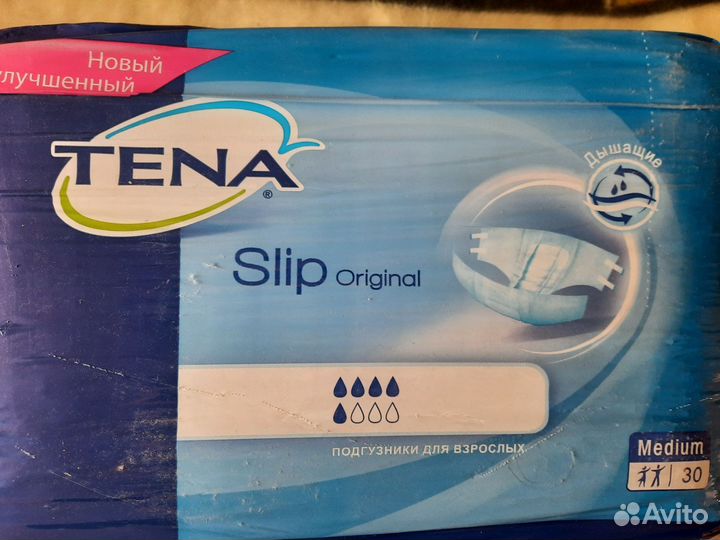 Новый
улучшенный
TENA®
Дышащие
Slip Original
ПОДГУЗНИКИ ДЛЯ ВЗРОСЛЫХ
Medium
30
Avito